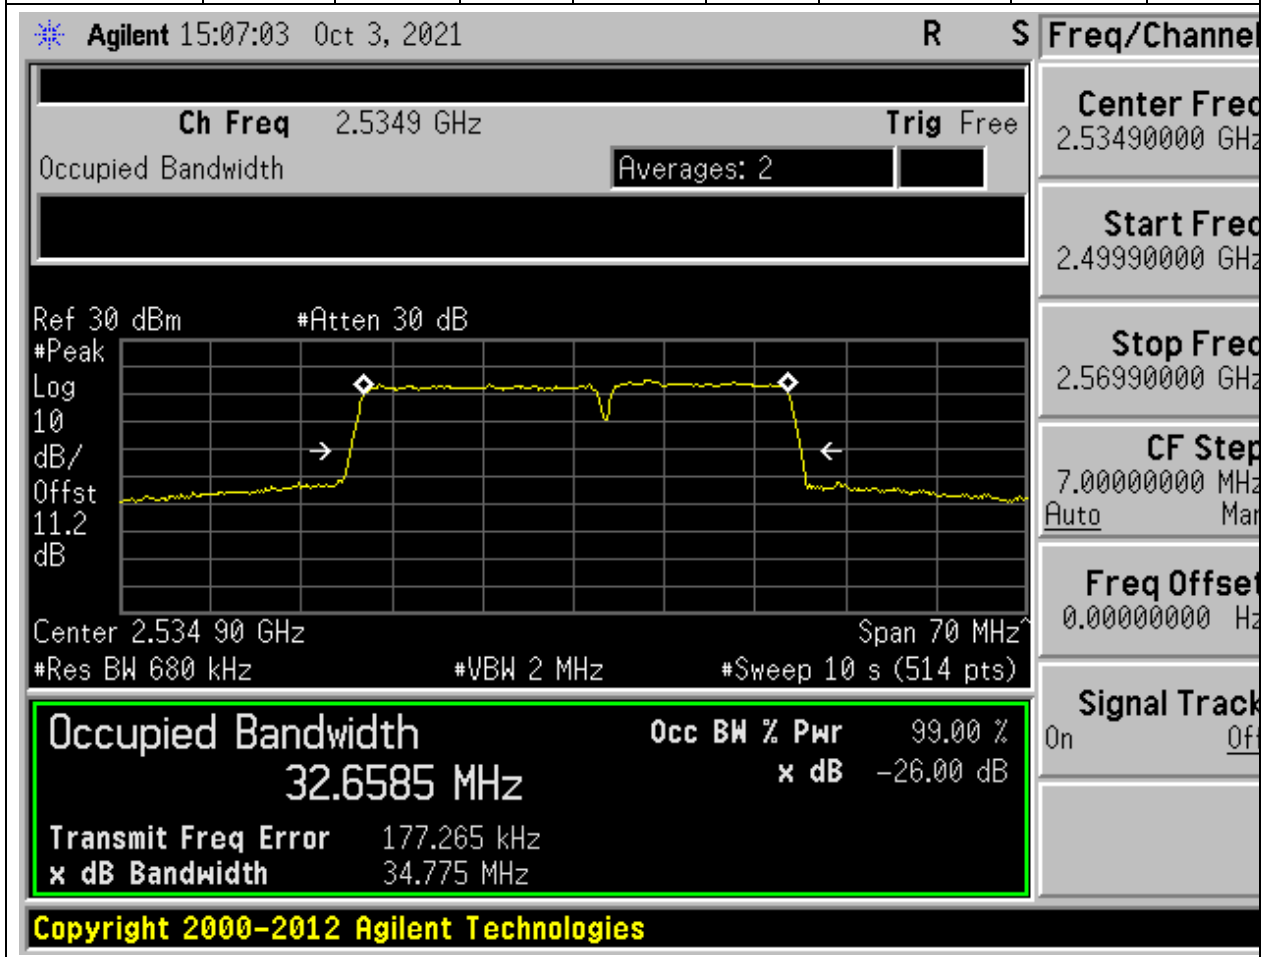 Agilent 15:07:03 Oct 3, 2021 R S
Freq/Channel
Ch Freq 2.5349 GHz Trig Free
Occupied Bandwidth Averages: 2
Center Freq
2.53490000 GHz
Start Freq
2.49990000 GHz
Stop Freq
2.56990000 GHz
CF Step
7.00000000 MHz
Auto Man
Freq Offset
0.00000000 Hz
Signal Track
On Off
Ref 30 dBm #Atten 30 dB
#Peak
Log
10
dB/
Offst
11.2
dB
Center 2.534 90 GHz Span 70 MHz^
#Res BW 680 kHz #VBW 2 MHz #Sweep 10 s (514 pts)
Occupied Bandwidth Occ BW % Pwr 99.00 %
32.6585 MHz x dB -26.00 dB
Transmit Freq Error 177.265 kHz
x dB Bandwidth 34.775 MHz
Copyright 2000-2012 Agilent Technologies